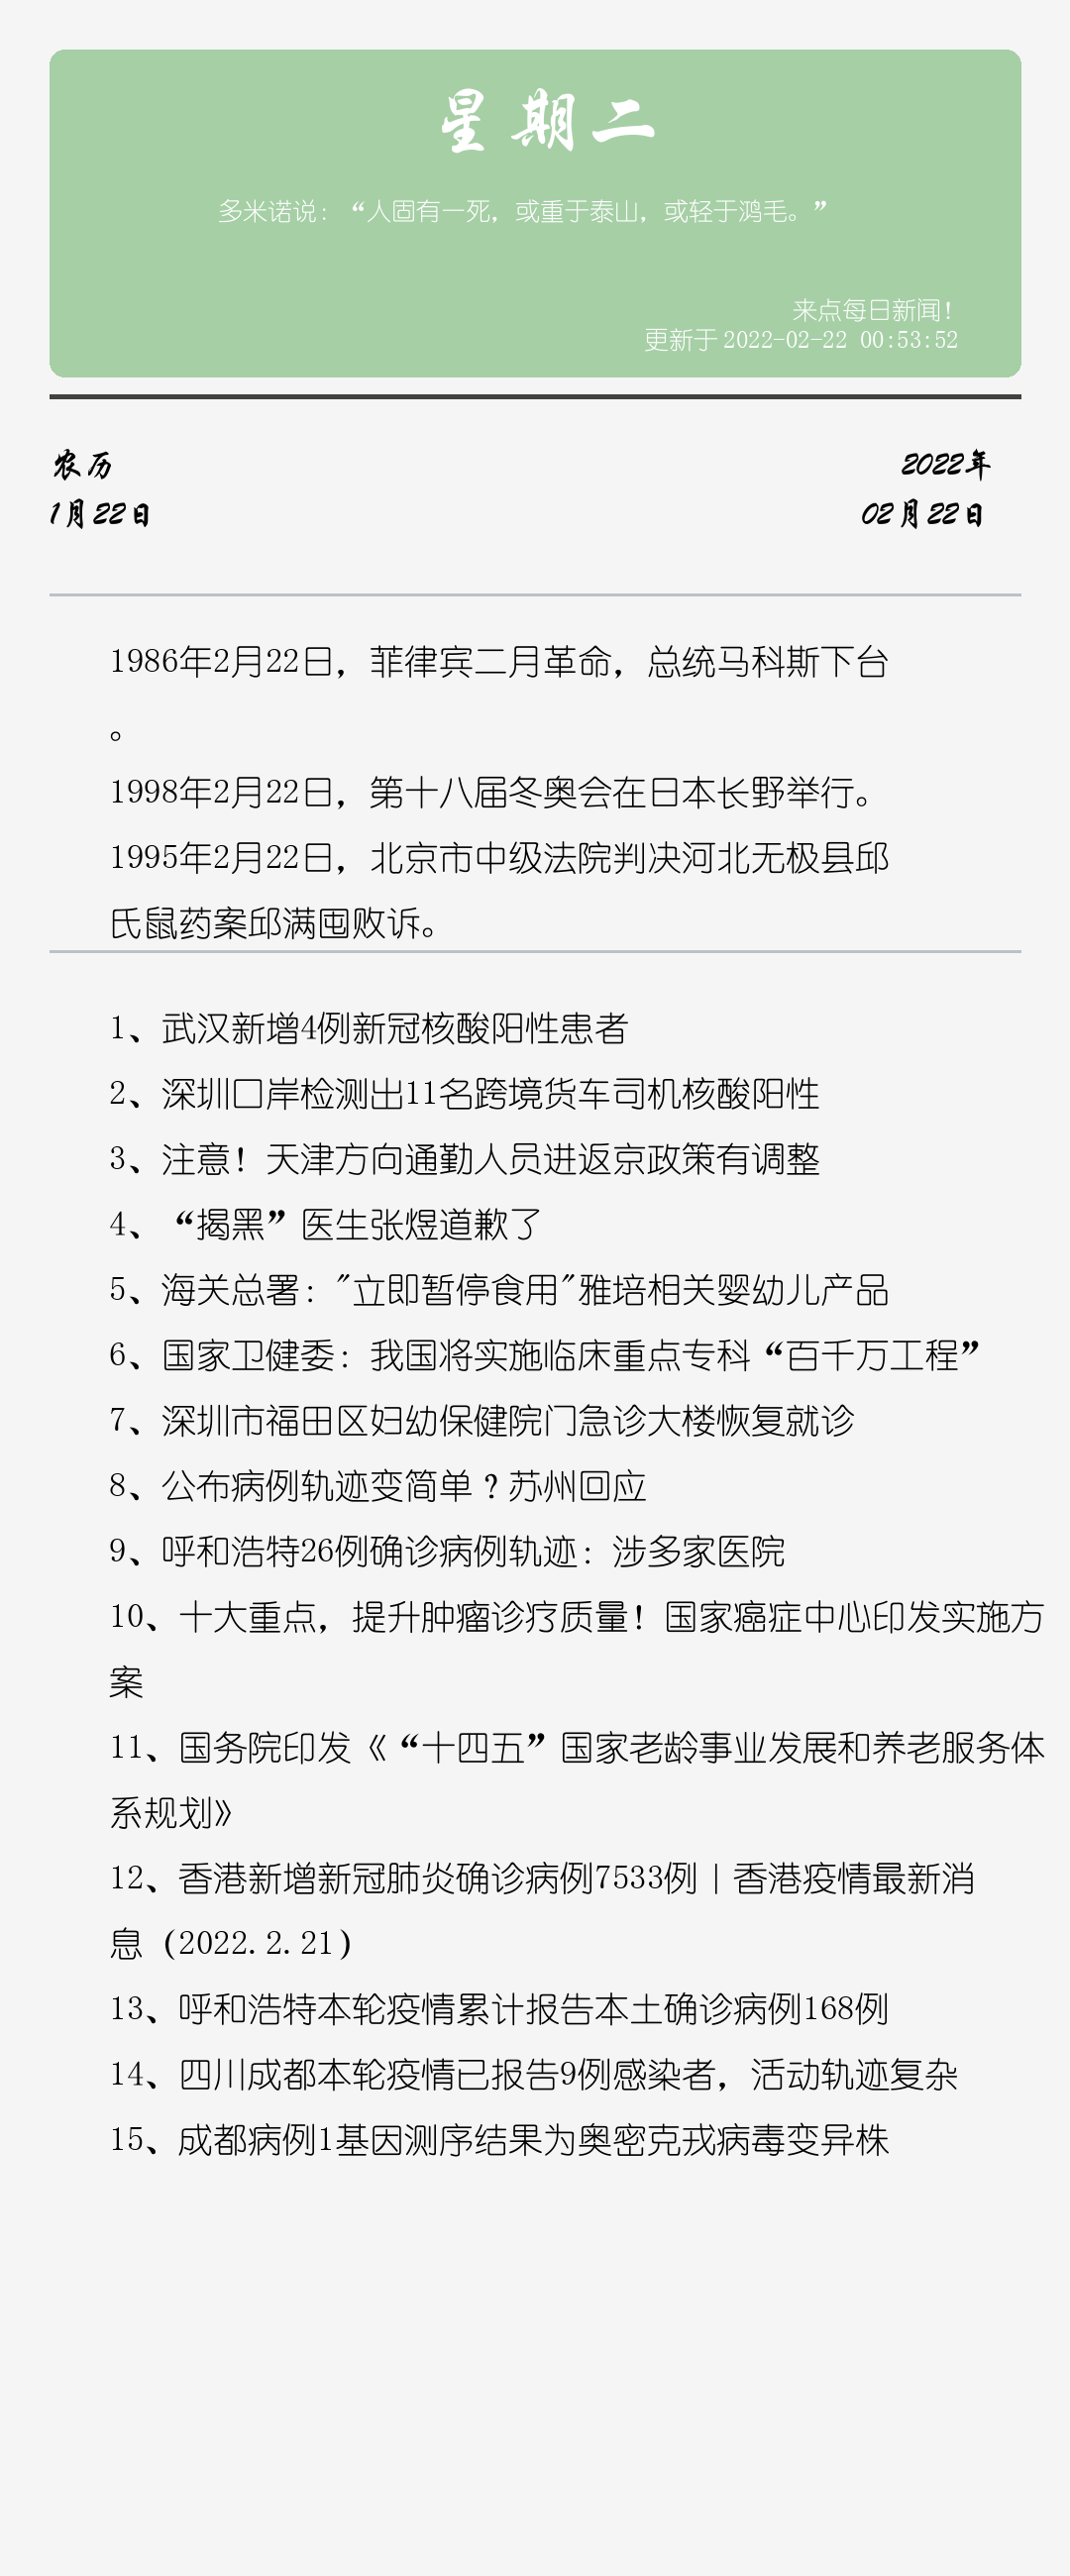 星期二
多米诺说：“人固有一死，或重于泰山，或轻于鸿毛。”
来点每日新闻！
更新于 2022-02-22 00:53:52
农历
2022年
1月22日
02月22日
1986年2月22日，菲律宾二月革命，总统马科斯下台
。
1998年2月22日，第十八届冬奥会在日本长野举行。
1995年2月22日，北京市中级法院判决河北无极县邱
氏鼠药案邱满囤败诉。
1、武汉新增4例新冠核酸阳性患者
2、深圳口岸检测出11名跨境货车司机核酸阳性
3、注意！天津方向通勤人员进返京政策有调整
4、“揭黑”医生张煜道歉了
5、海关总署："立即暂停食用"雅培相关婴幼儿产品
6、国家卫健委：我国将实施临床重点专科“百千万工程”
7、深圳市福田区妇幼保健院门急诊大楼恢复就诊
8、公布病例轨迹变简单？苏州回应
9、呼和浩特26例确诊病例轨迹：涉多家医院
10、十大重点，提升肿瘤诊疗质量！国家癌症中心印发实施方
案
11、国务院印发《“十四五”国家老龄事业发展和养老服务体
系规划》
12、香港新增新冠肺炎确诊病例7533例｜香港疫情最新消
息（2022.2.21）
13、呼和浩特本轮疫情累计报告本土确诊病例168例
14、四川成都本轮疫情已报告9例感染者，活动轨迹复杂
15、成都病例1基因测序结果为奥密克戎病毒变异株